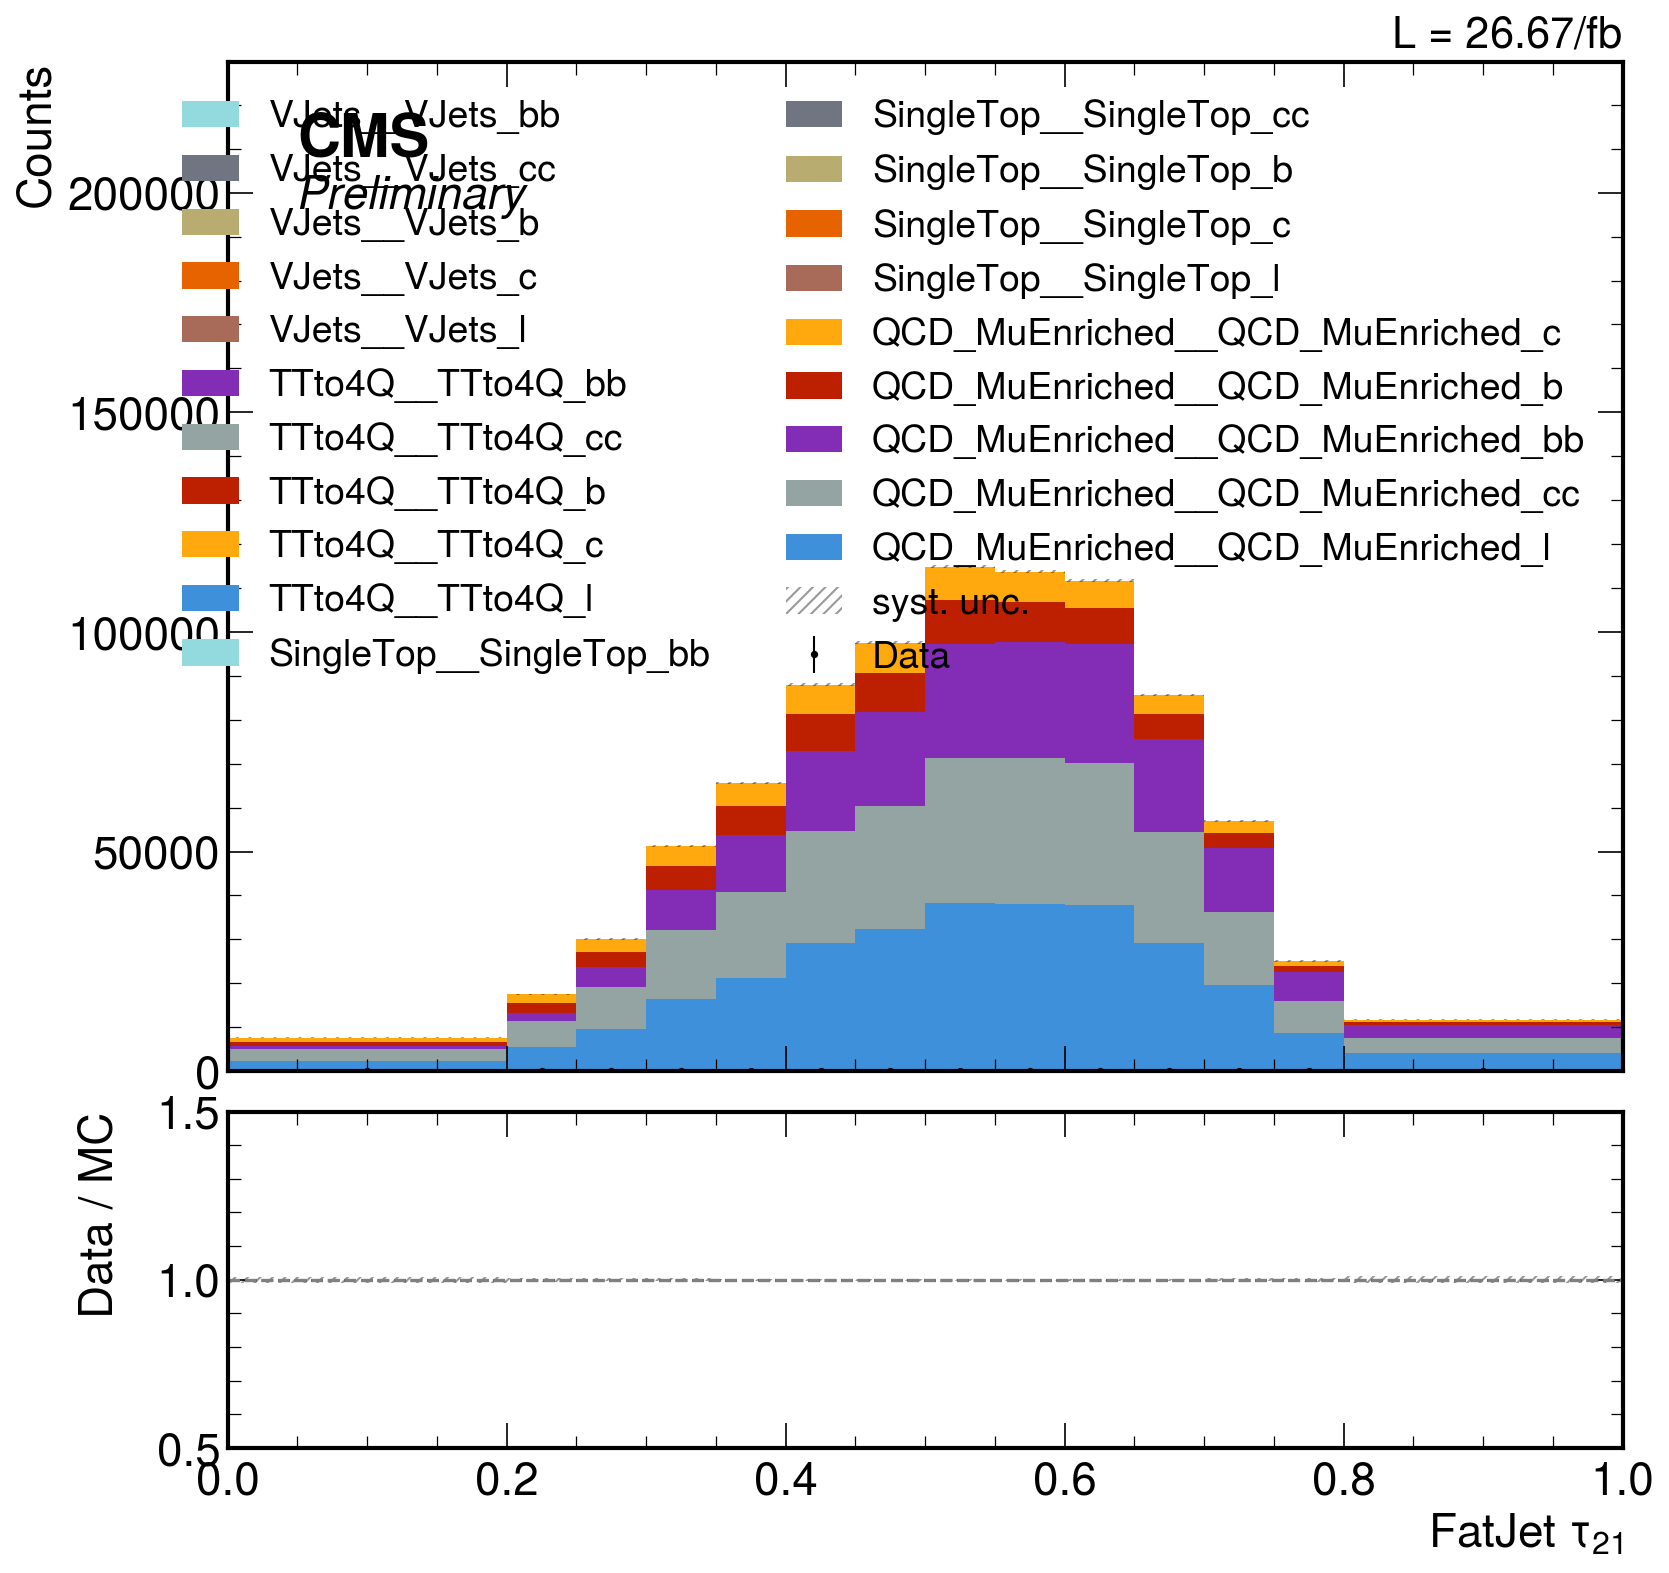 L = 26.67/fb
Counts
CMS
Preliminary
VJets__VJets_bb
VJets__VJets_cc
VJets__VJets_b
VJets__VJets_c
VJets__VJets_l
TTto4Q__TTto4Q_bb
TTto4Q__TTto4Q_cc
TTto4Q__TTto4Q_b
TTto4Q__TTto4Q_c
TTto4Q__TTto4Q_l
SingleTop__SingleTop_bb
SingleTop__SingleTop_cc
SingleTop__SingleTop_b
SingleTop__SingleTop_c
SingleTop__SingleTop_l
QCD_MuEnriched__QCD_MuEnriched_c
QCD_MuEnriched__QCD_MuEnriched_b
QCD_MuEnriched__QCD_MuEnriched_bb
QCD_MuEnriched__QCD_MuEnriched_cc
QCD_MuEnriched__QCD_MuEnriched_l
syst. unc.
Data
200000
150000
100000
50000
0
Data / MC
1.5
1.0
0.5
0.0 0.2 0.4 0.6 0.8 1.0
FatJet τ21